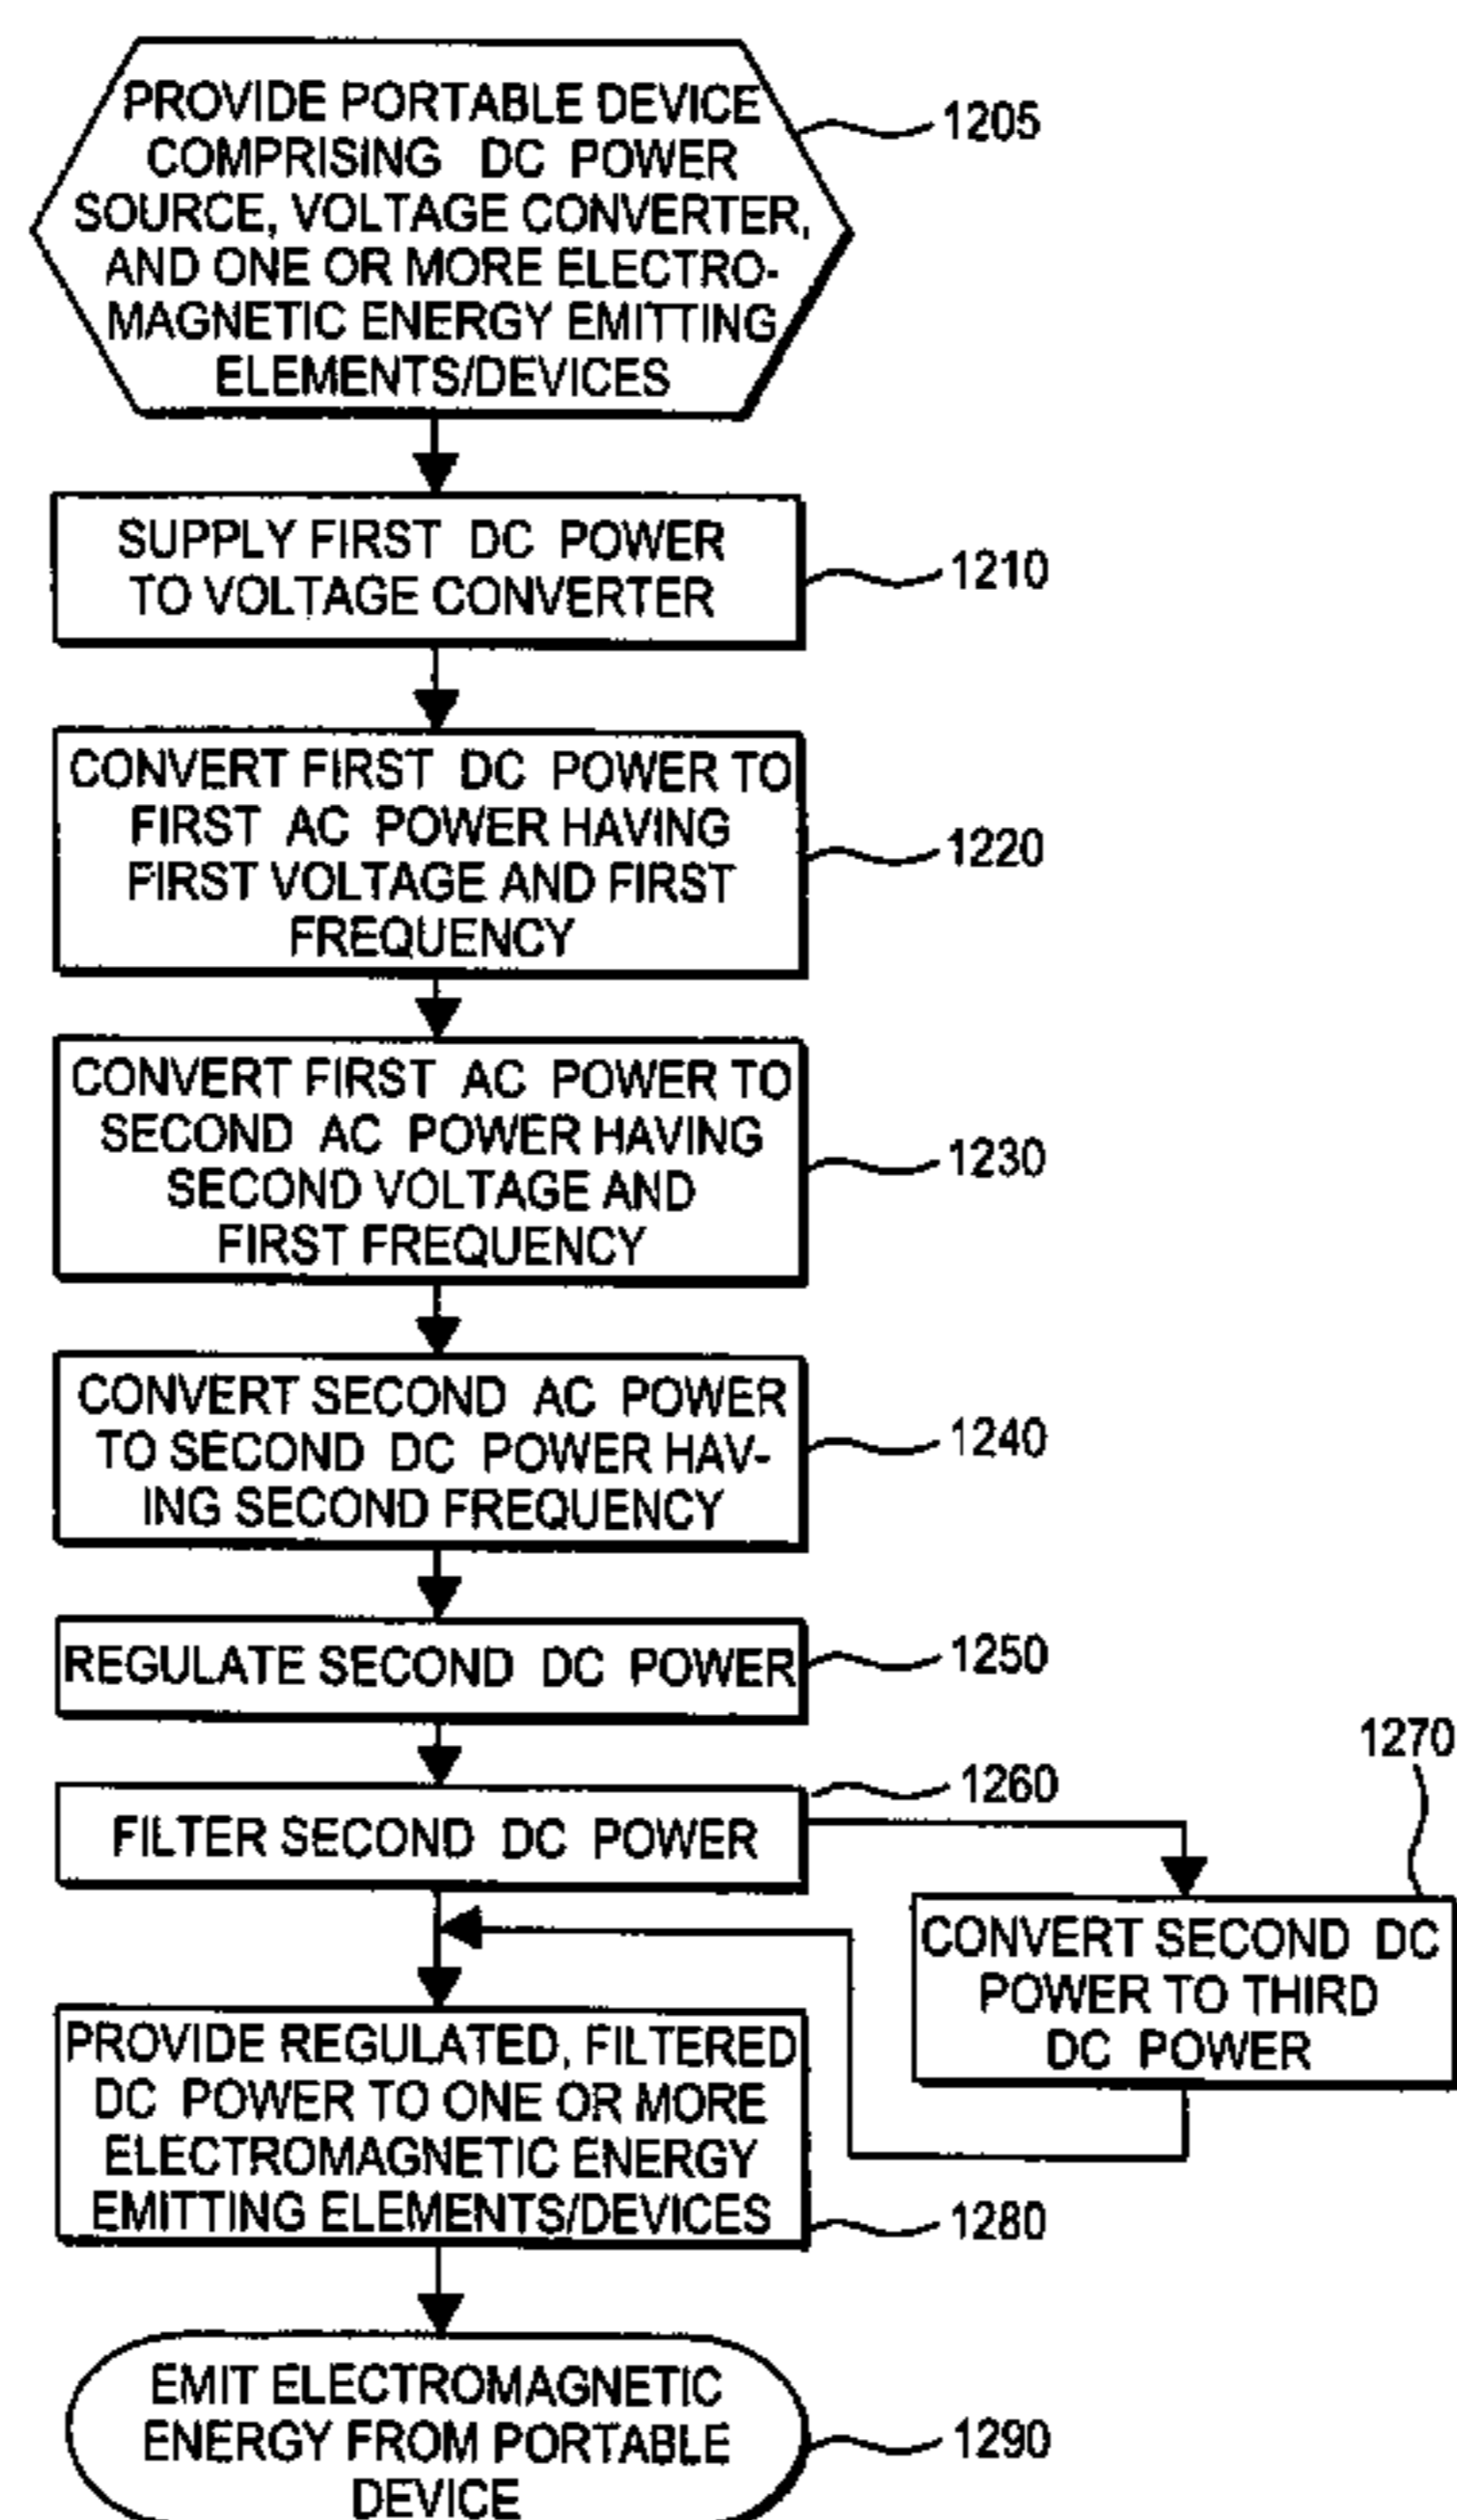 PROVIDE PORTABLE DEVICE
COMPRISING DC POWER
SOURCE, VOLTAGE CONVERTER,
AND ONE OR MORE ELECTRO-
MAGNETIC ENERGY EMITTING
ELEMENTS/DEVICES
1205
SUPPLY FIRST DC POWER
TO VOLTAGE CONVERTER
1210
CONVERT FIRST DC POWER TO
FIRST AC POWER HAVING
FIRST VOLTAGE AND FIRST
FREQUENCY
1220
CONVERT FIRST AC POWER TO
SECOND AC POWER HAVING
SECOND VOLTAGE AND
FIRST FREQUENCY
1230
CONVERT SECOND AC POWER
TO SECOND DC POWER HAV-
ING SECOND FREQUENCY
1240
REGULATE SECOND DC POWER
1250
FILTER SECOND DC POWER
1260
1270
CONVERT SECOND DC
POWER TO THIRD
DC POWER
PROVIDE REGULATED, FILTERED
DC POWER TO ONE OR MORE
ELECTROMAGNETIC ENERGY
EMITTING ELEMENTS/DEVICES
1280
EMIT ELECTROMAGNETIC
ENERGY FROM PORTABLE
DEVICE
1290